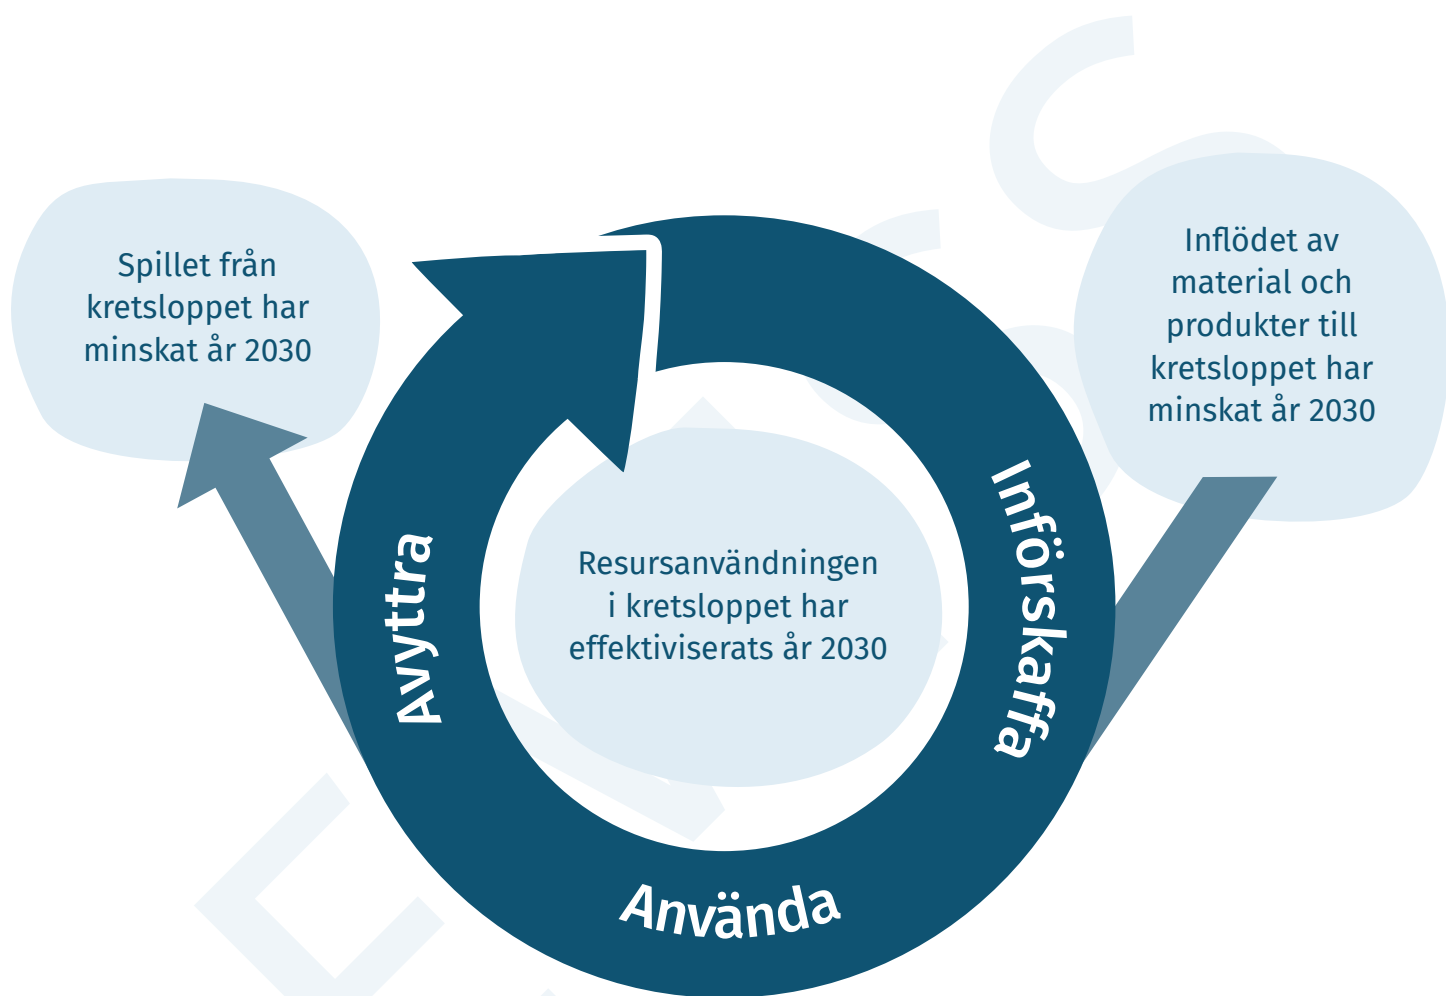 Spillet från
kretsloppet har
minskat år 2030
Inflödet av
material och
produkter till
kretsloppet har
minskat år 2030
Resursanvändningen
i kretsloppet har
effektiviserats år 2030
Införskaffa
Använda
Avyttra